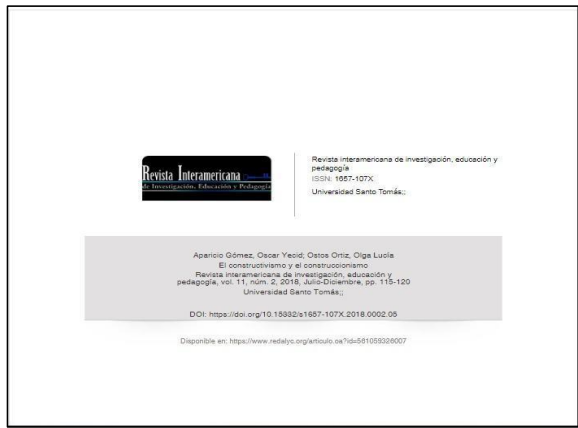 Revista Interamericana
de Investigación, Educación y Pedagogía
Revista interamericana de investigación, educación y
pedagogía
ISSN: 1657-107X
Universidad Santo Tomás;;
Aparicio Gómez, Oscar Yecid; Ostos Ortiz, Olga Lucía
El constructivismo y el construccionismo
Revista interamericana de investigación, educación y
pedagogía, vol. 11, núm. 2, 2018, Julio-Diciembre, pp. 115-120
Universidad Santo Tomás;;
DOI: https://doi.org/10.15332/s1657-107X.2018.0002.05
Disponible en: https://www.redalyc.org/articulo.oa?id=561059326007